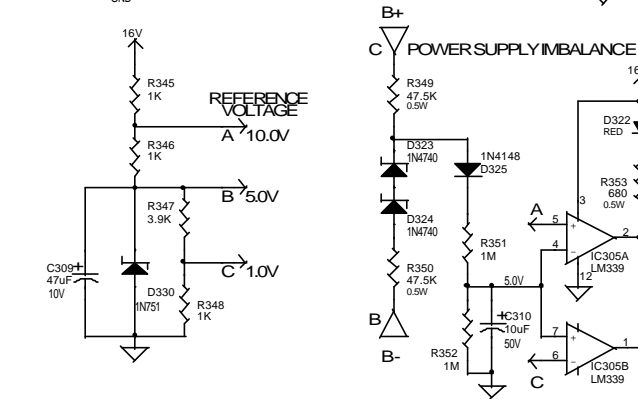 GND
16V
R345
1K
REFERENCE
VOLTAGE
A 10.0V
R346
1K
B 5.0V
R347
3.9K
C309
47uF
10V
+
D330
1N751
C 1.0V
R348
1K
B+
C POWER SUPPLY IMBALANCE
R349
47.5K
0.5W
D323
1N4740
D324
1N4740
1N4148
D325
R350
47.5K
0.5W
B
B-
R351
1M
5.0V
R352
1M
+C310
10uF
50V
16
D322
RED
R353
680
0.5W
3
A
5
+
4
-
2
IC305A
LM339
12
7
+
6
-
1
C
IC305B
LM339